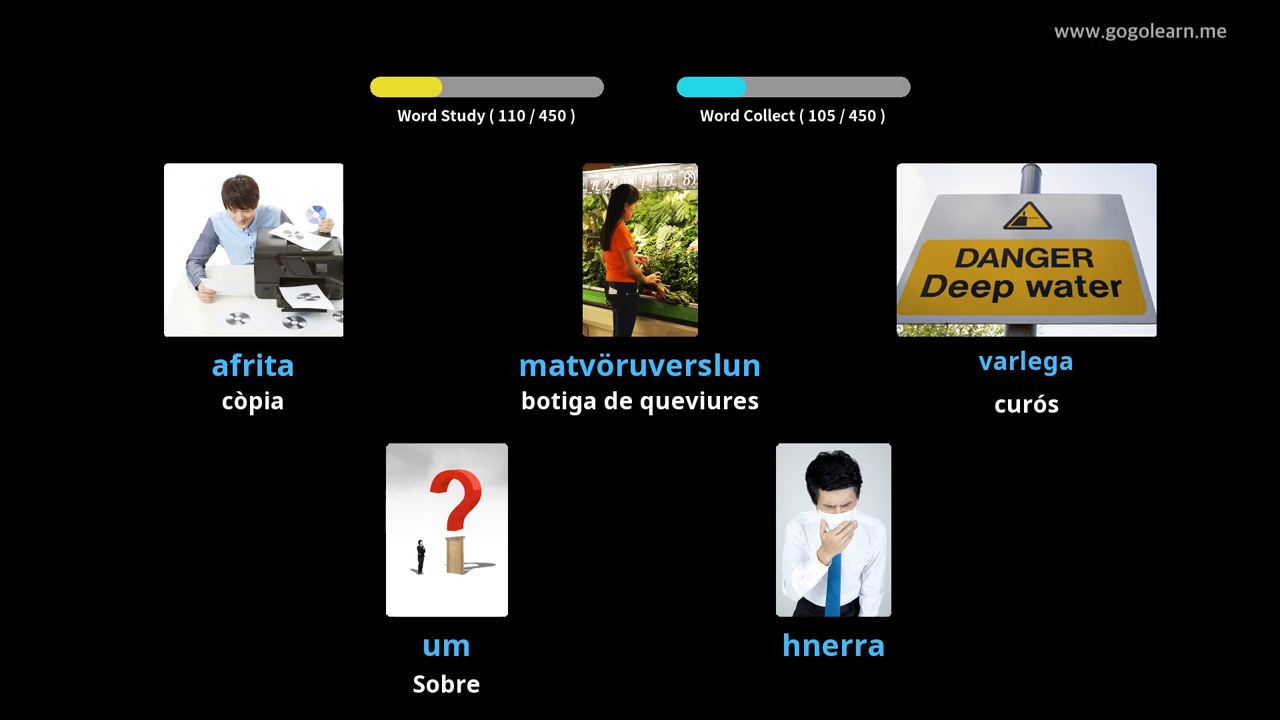 www.gogolearn.me
Word Study ( 110 / 450 )
Word Collect ( 105 / 450 )
DANGER
Deep water
afrita
matvöruverslun
varlega
còpia
botiga de queviures
curós
um
hnerra
Sobre